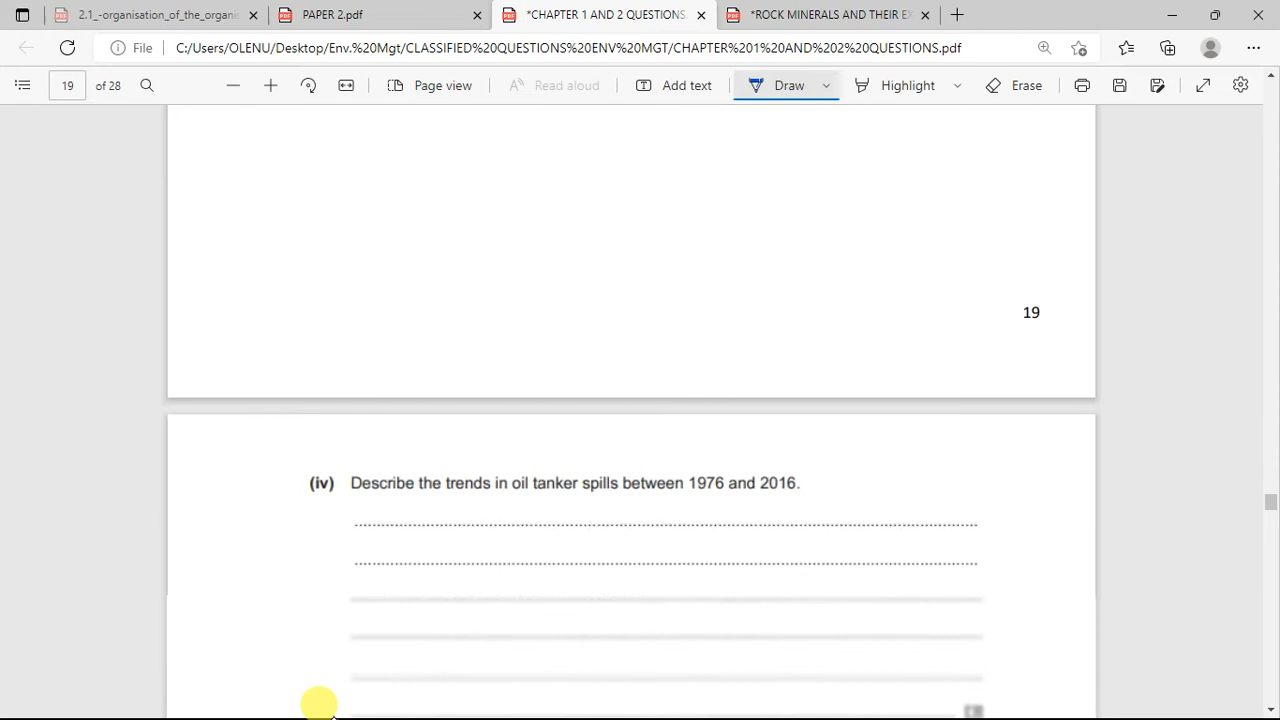 2.1_-organisation_of_the_organi
PAPER 2.pdf
*CHAPTER 1 AND 2 QUESTIONS.
*ROCK MINERALS AND THEIR EX
File
C:/Users/OLENU/Desktop/Env.%20Mgt/CLASSIFIED%20QUESTIONS%20ENV%20MGT/CHAPTER%201%20AND%202%20QUESTIONS.pdf
19 of 28
Page view
Read aloud
Add text
Draw
Highlight
Erase
19
(iv) Describe the trends in oil tanker spills between 1976 and 2016.